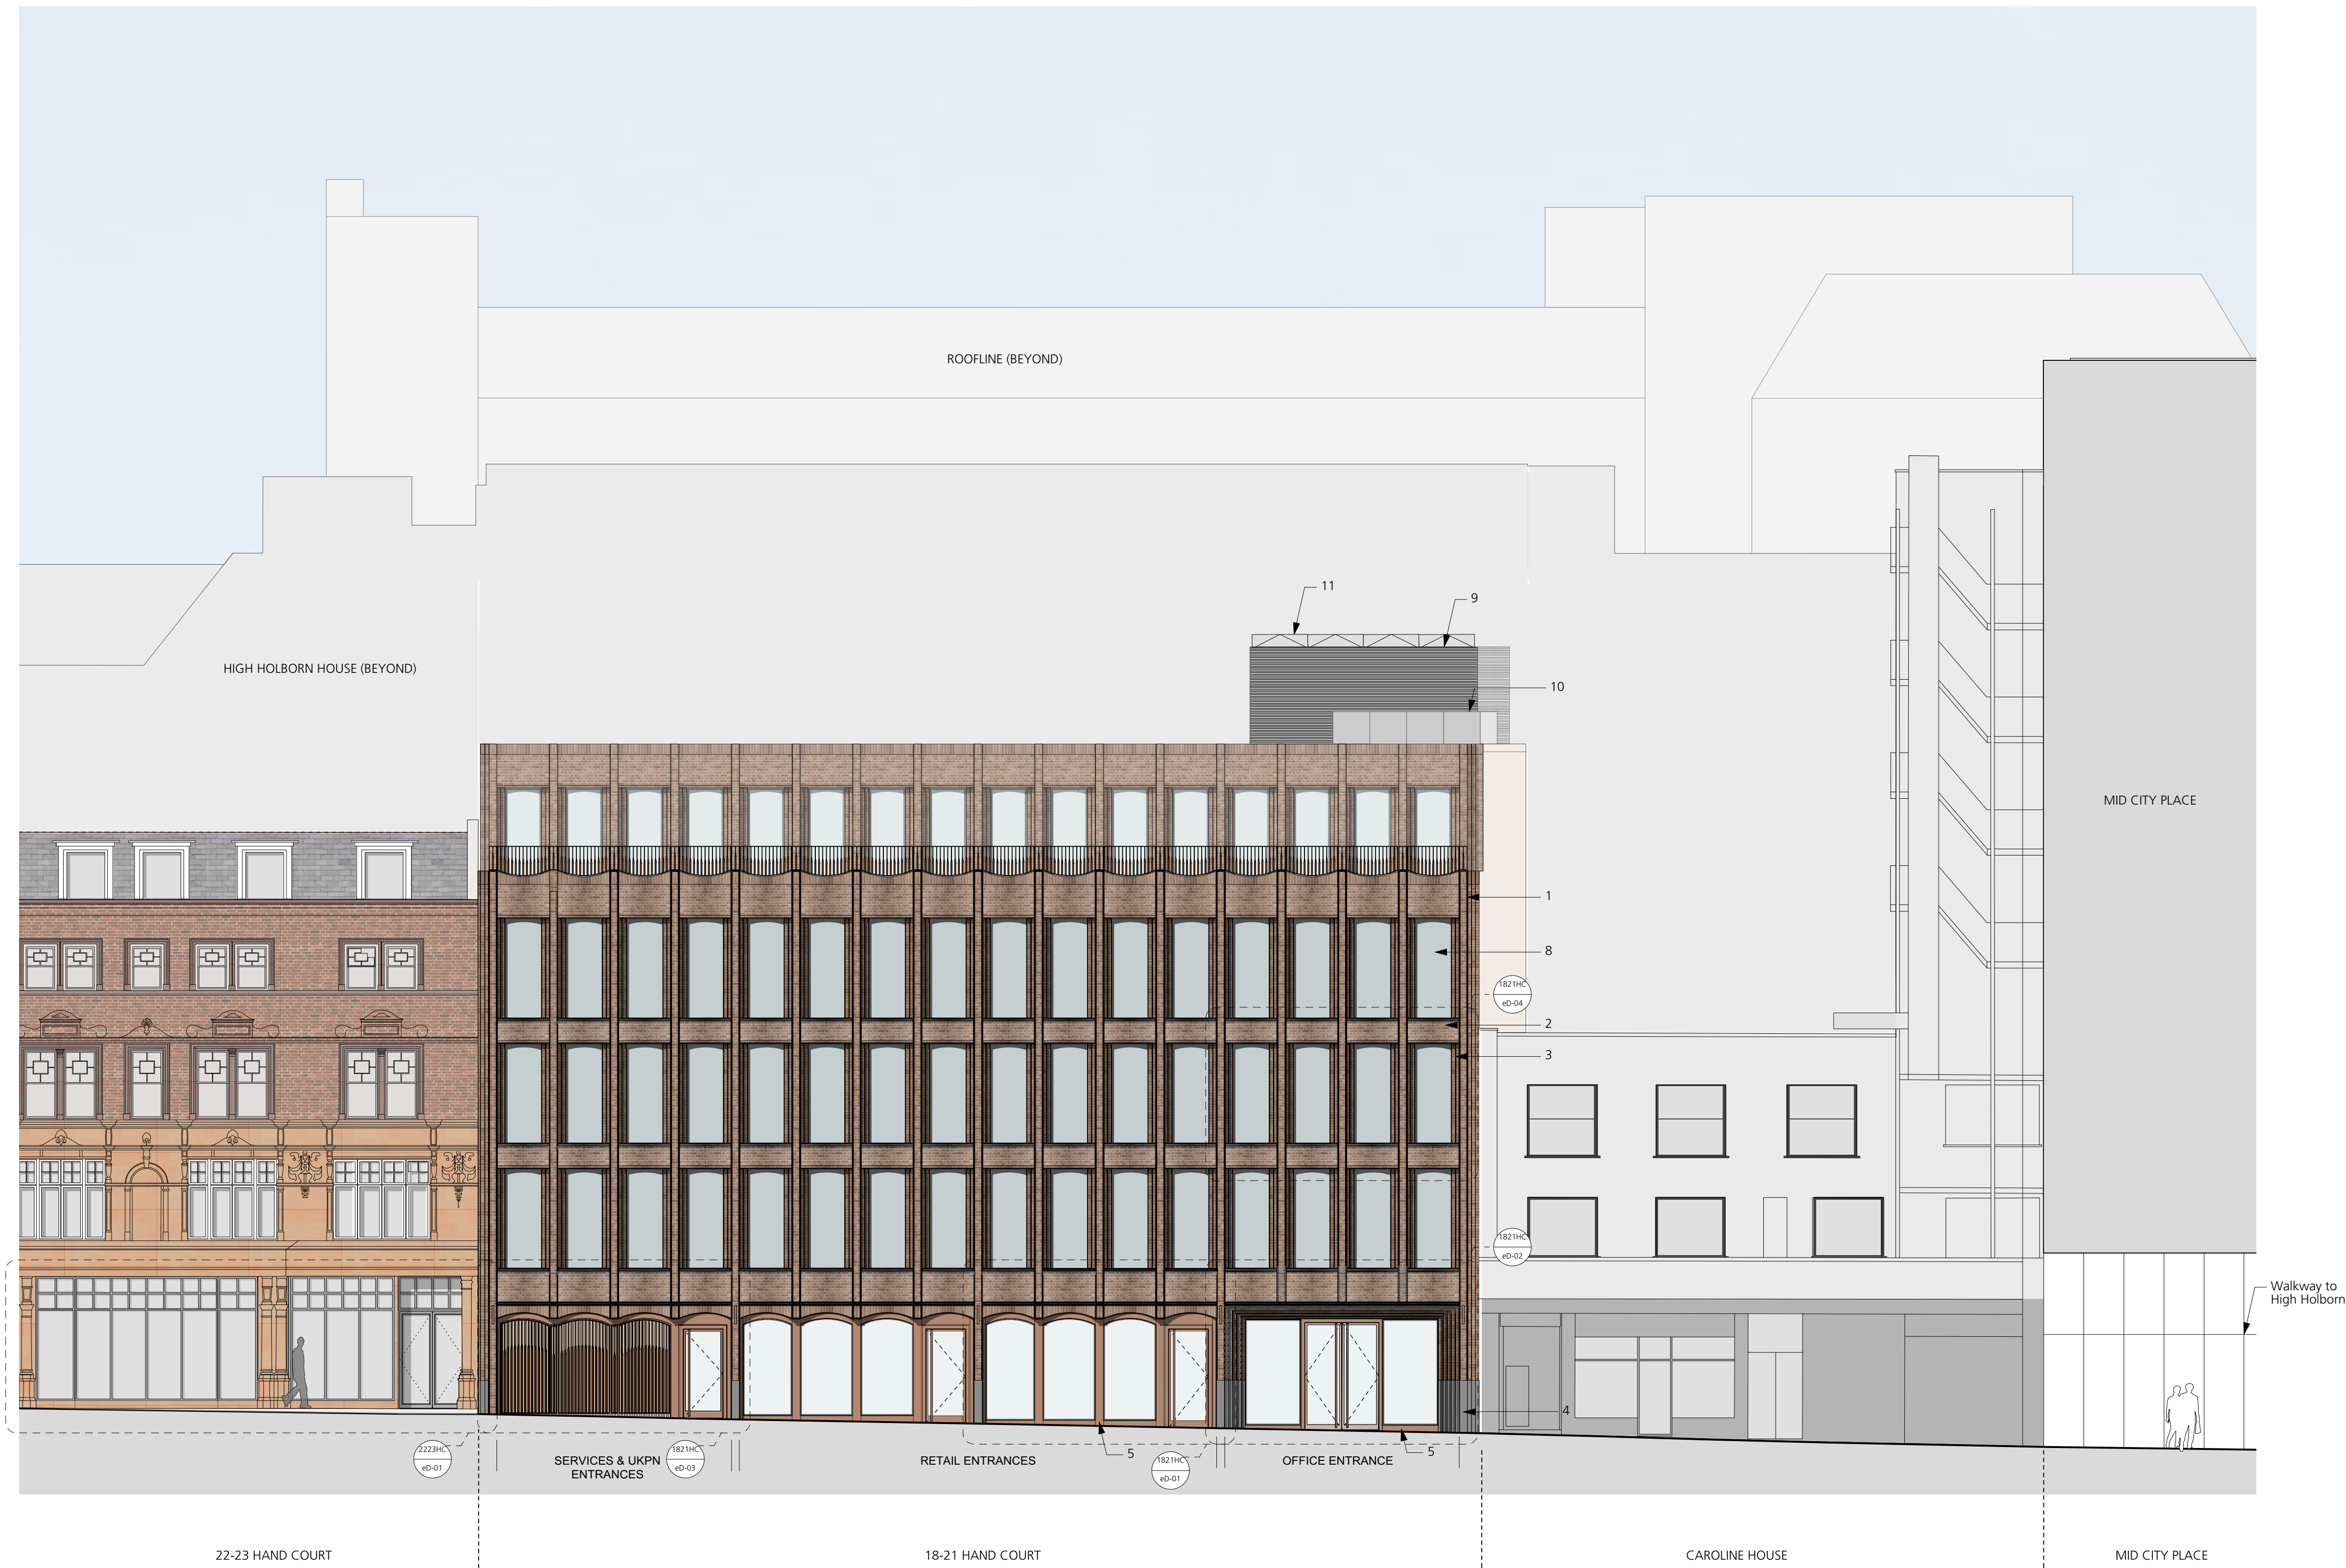 ROOFLINE (BEYOND)
11
9
HIGH HOLBORN HOUSE (BEYOND)
10
MID CITY PLACE
1
8
1821HC
eD-04
2
3
1821HC
eD-02
Walkway to
High Holborn
4
2223HC
eD-01
SERVICES & UKPN
ENTRANCES
1821HC
eD-03
RETAIL ENTRANCES
5
1821HC
eD-01
OFFICE ENTRANCE
5
22-23 HAND COURT
18-21 HAND COURT
CAROLINE HOUSE
MID CITY PLACE